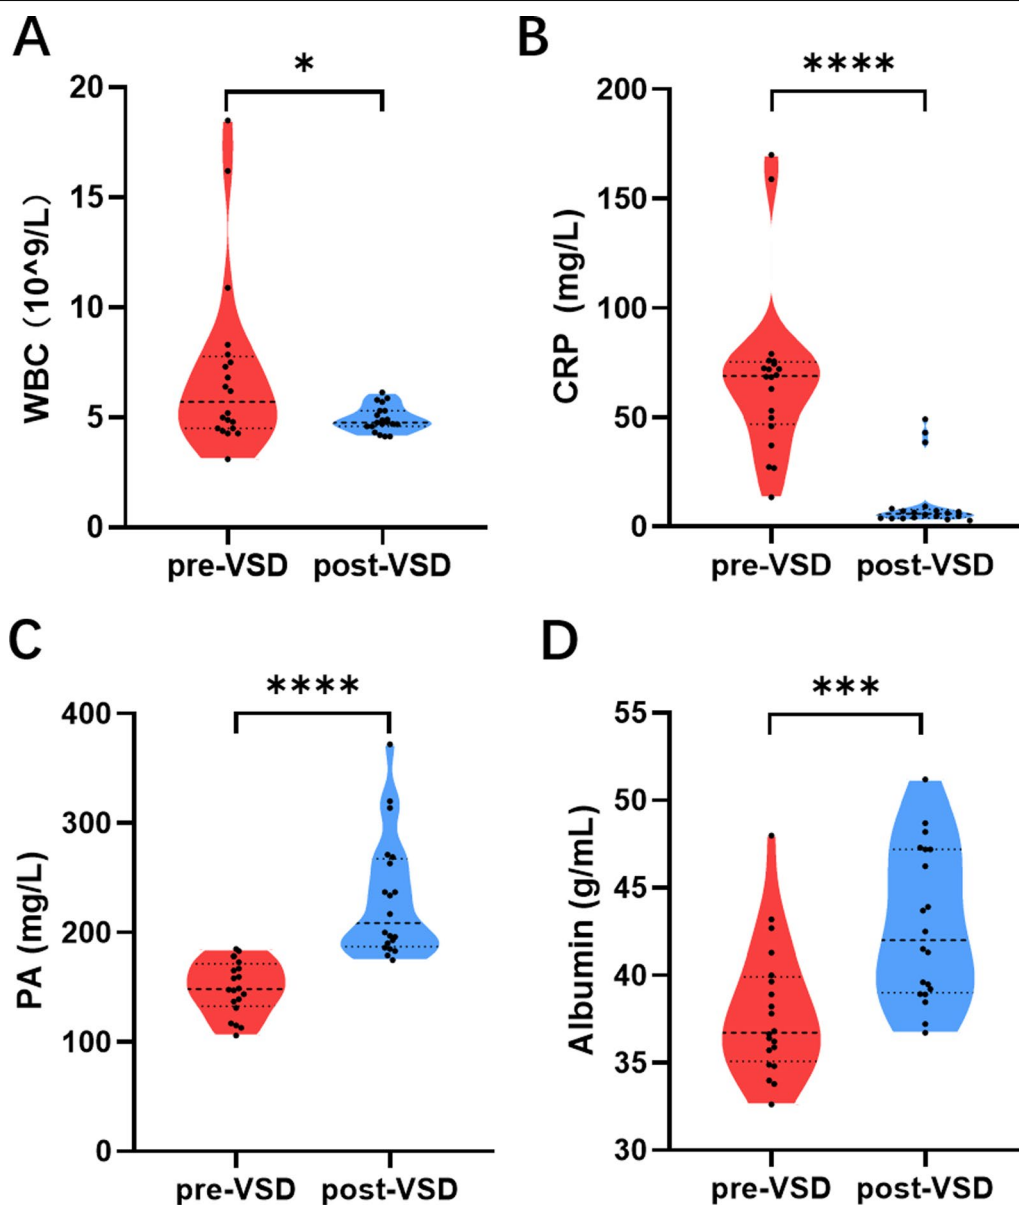 A
*
20
15
10
5
0
WBC（10^9/L）
pre-VSD post-VSD
B
****
200
150
100
50
0
CRP (mg/L)
pre-VSD post-VSD
C
****
400
300
200
100
0
PA (mg/L)
pre-VSD post-VSD
D
***
55
50
45
40
35
30
Albumin (g/mL)
pre-VSD post-VSD